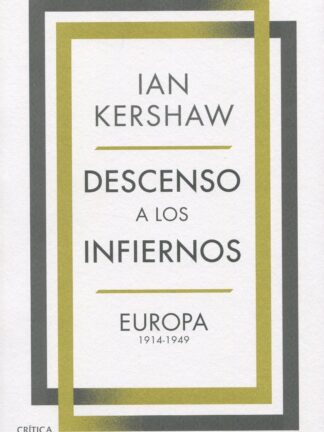 IAN
KERSHAW
DESCENSO
A LOS
INFIERNOS
EUROPA
1914-1949
CRÍTICA